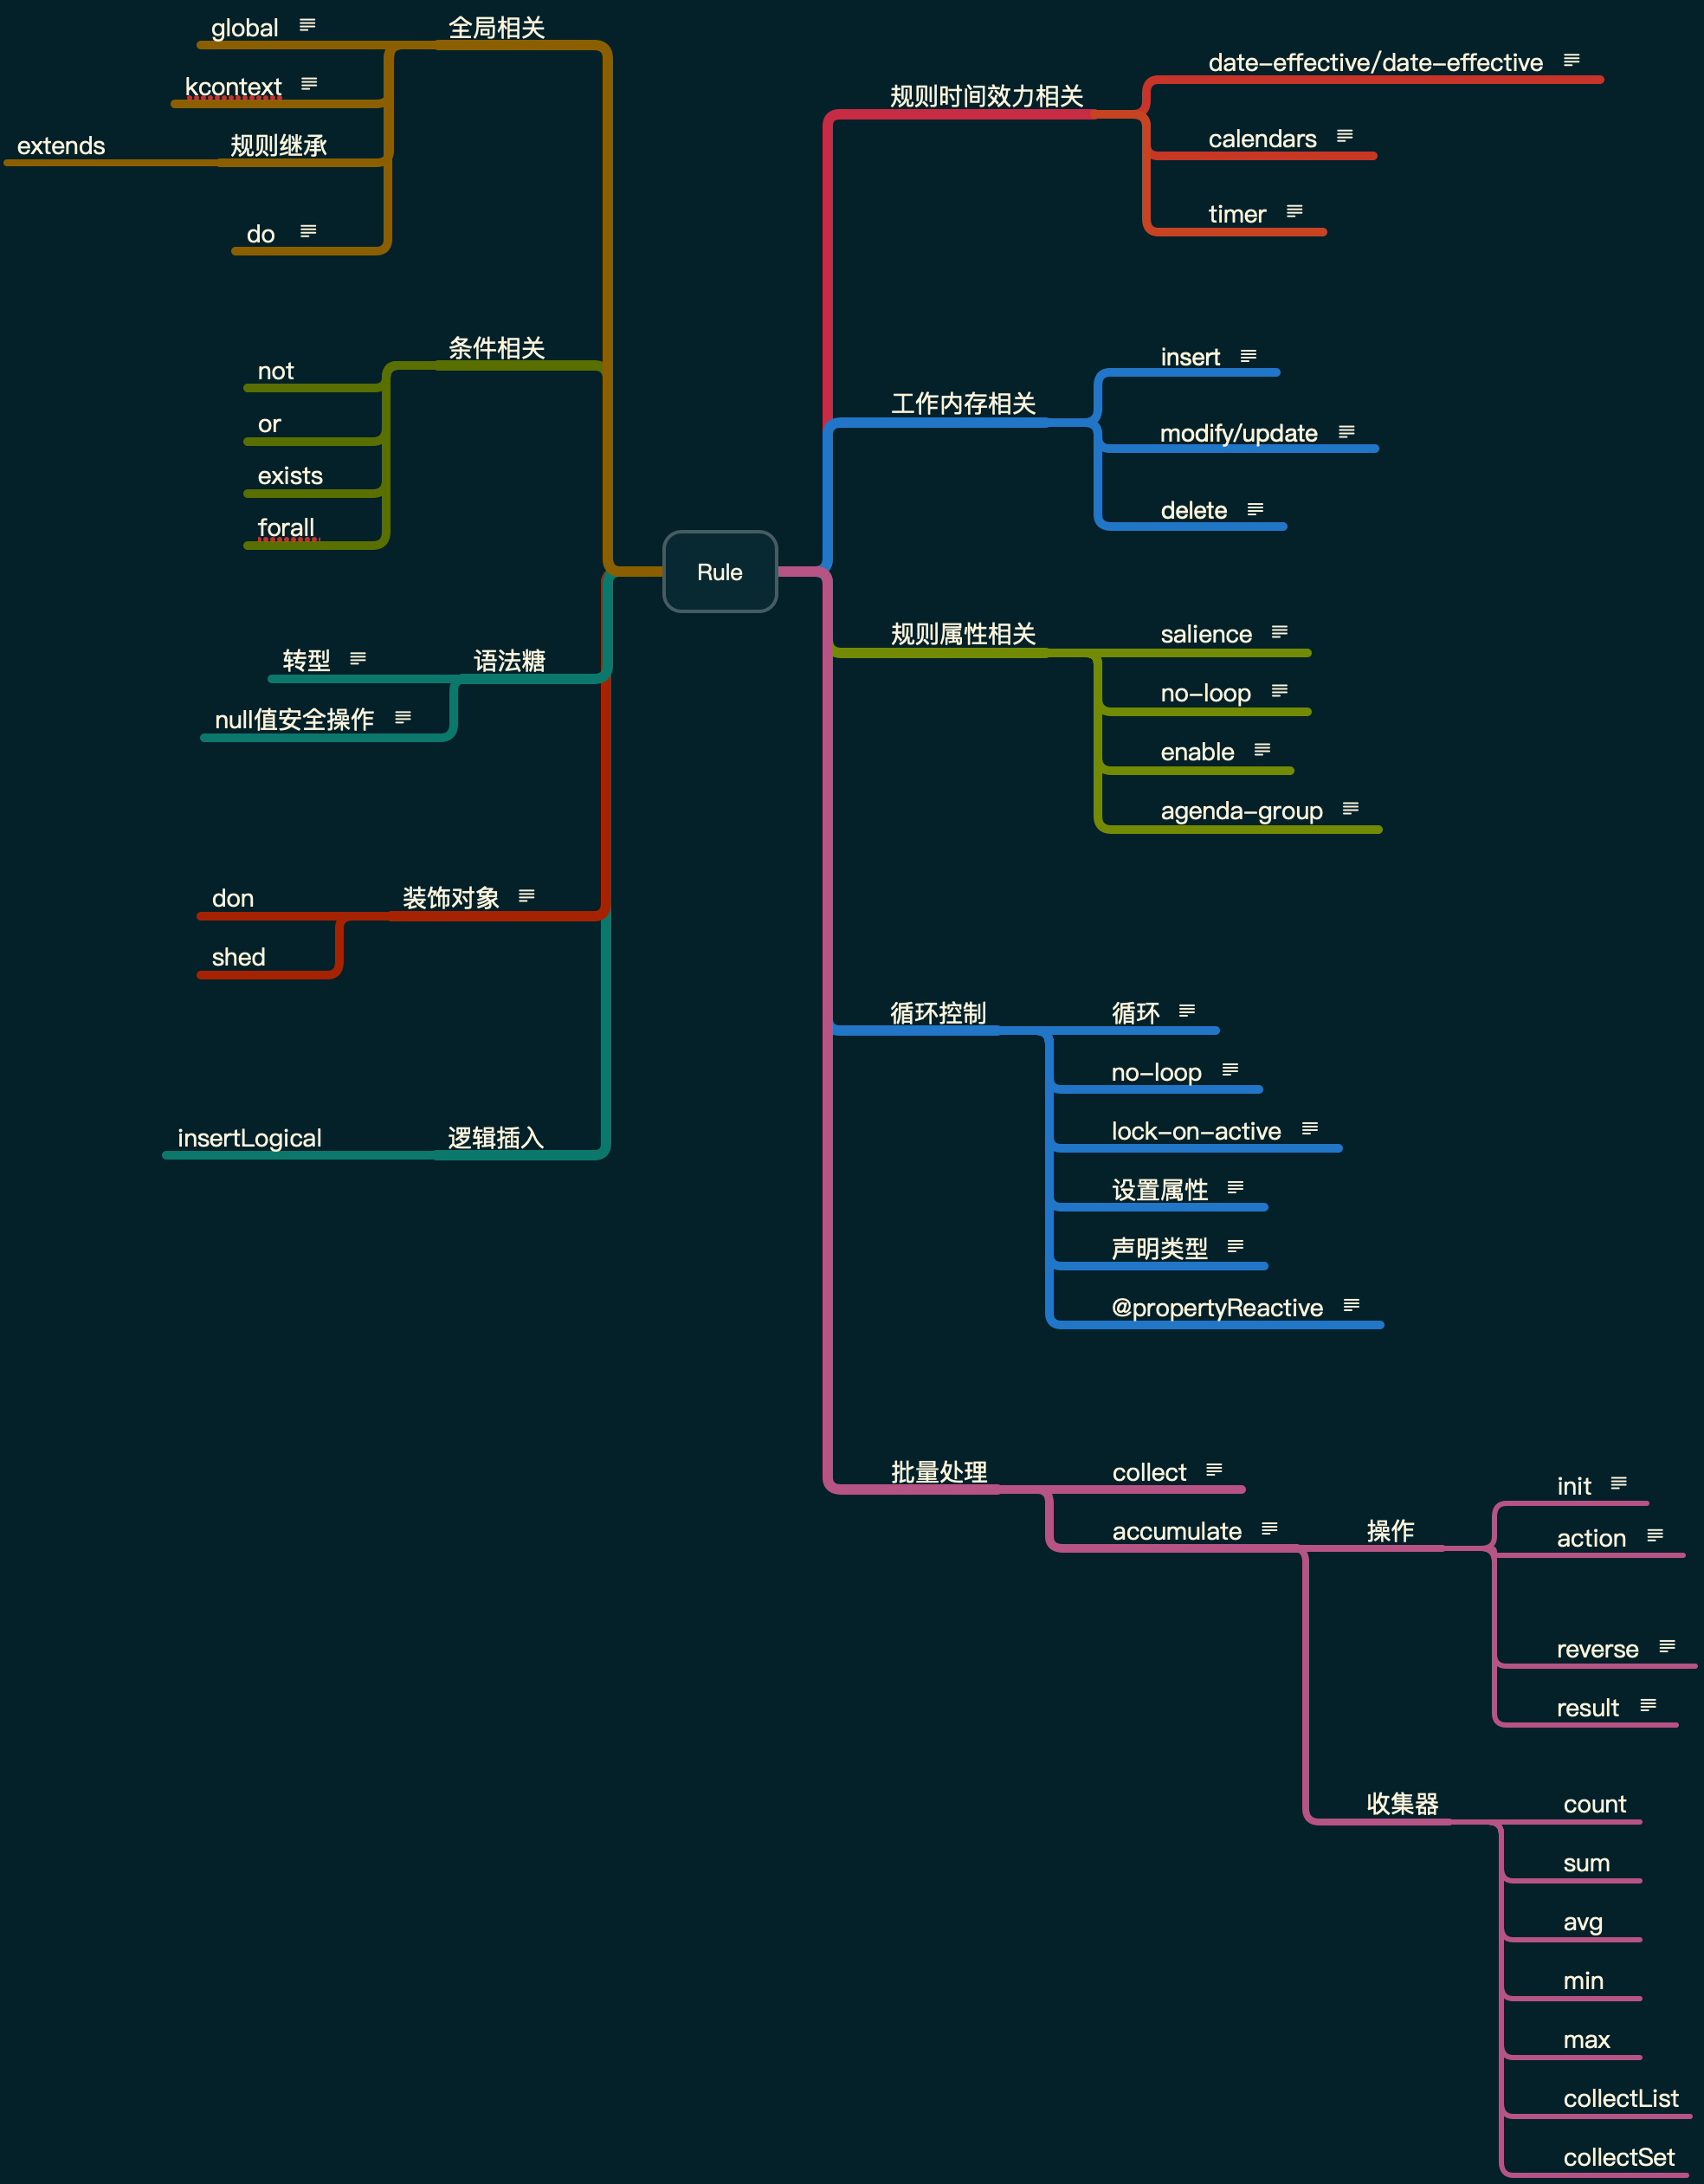 Rule
全局相关
global
kcontext
规则继承
extends
do
条件相关
not
or
exists
forall
语法糖
转型
null值安全操作
装饰对象
don
shed
逻辑插入
insertLogical
规则时间效力相关
date-effective/date-effective
calendars
timer
工作内存相关
insert
modify/update
delete
规则属性相关
salience
no-loop
enable
agenda-group
循环控制
循环
no-loop
lock-on-active
设置属性
声明类型
@propertyReactive
批量处理
collect
accumulate
操作
init
action
reverse
result
收集器
count
sum
avg
min
max
collectList
collectSet